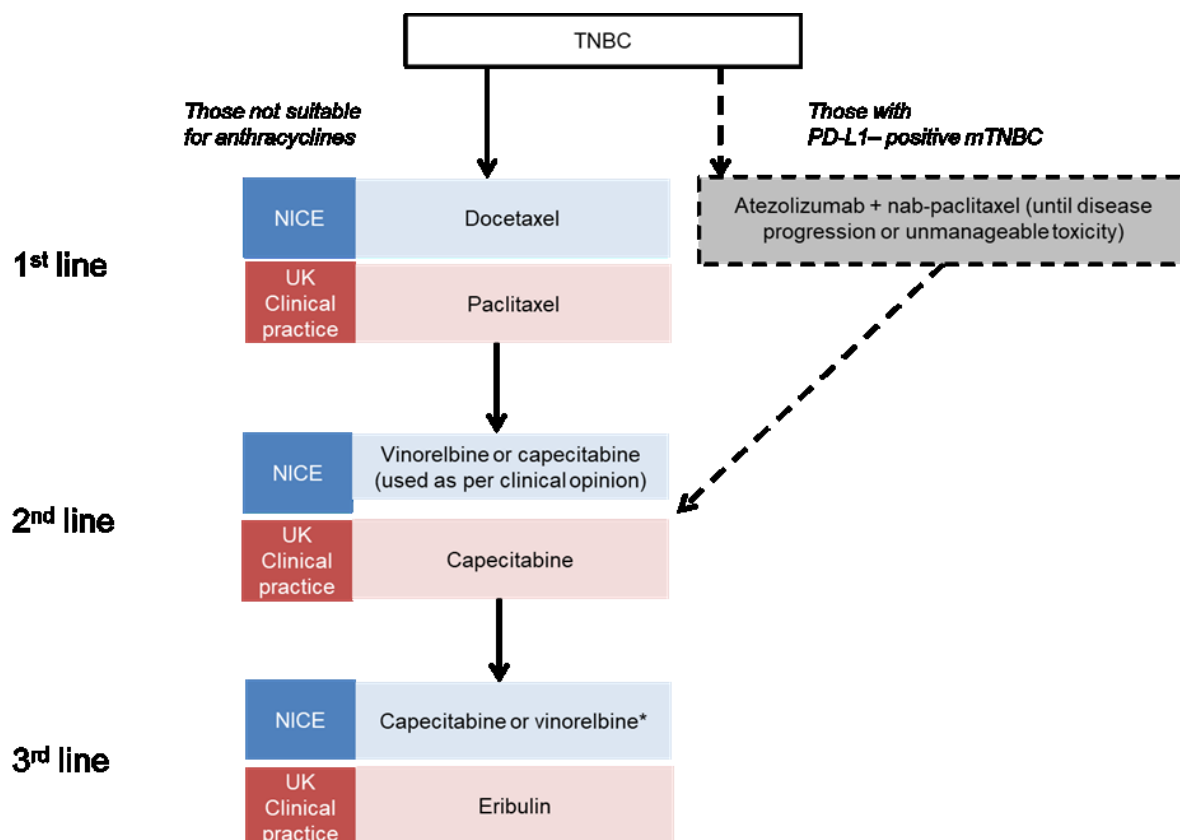 TNBC
Those not suitable
for anthracyclines
Those with
PD-L1– positive mTNBC
NICE
Docetaxel
Atezolizumab + nab-paclitaxel (until disease
progression or unmanageable toxicity)
1st line
UK
Clinical
practice
Paclitaxel
NICE
Vinorelbine or capecitabine
(used as per clinical opinion)
2nd line
UK
Clinical
practice
Capecitabine
NICE
Capecitabine or vinorelbine*
3rd line
UK
Clinical
practice
Eribulin